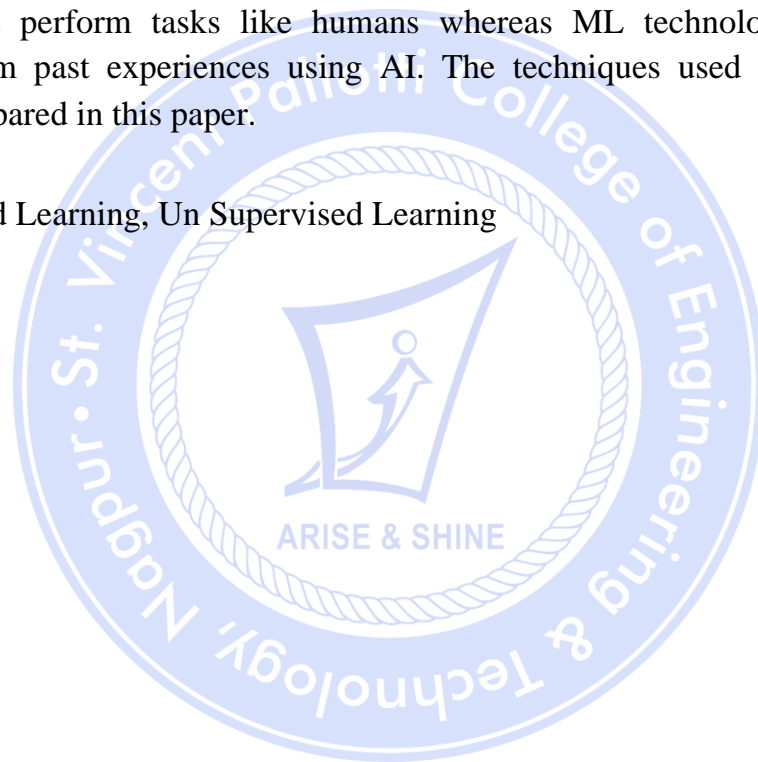 perform tasks like humans whereas ML technolo
m past experiences using AI. The techniques used
pared in this paper.
d Learning, Un Supervised Learning
St. Vincent Pallotti College of Engineering & Technology, Nagpur •
ARISE & SHINE